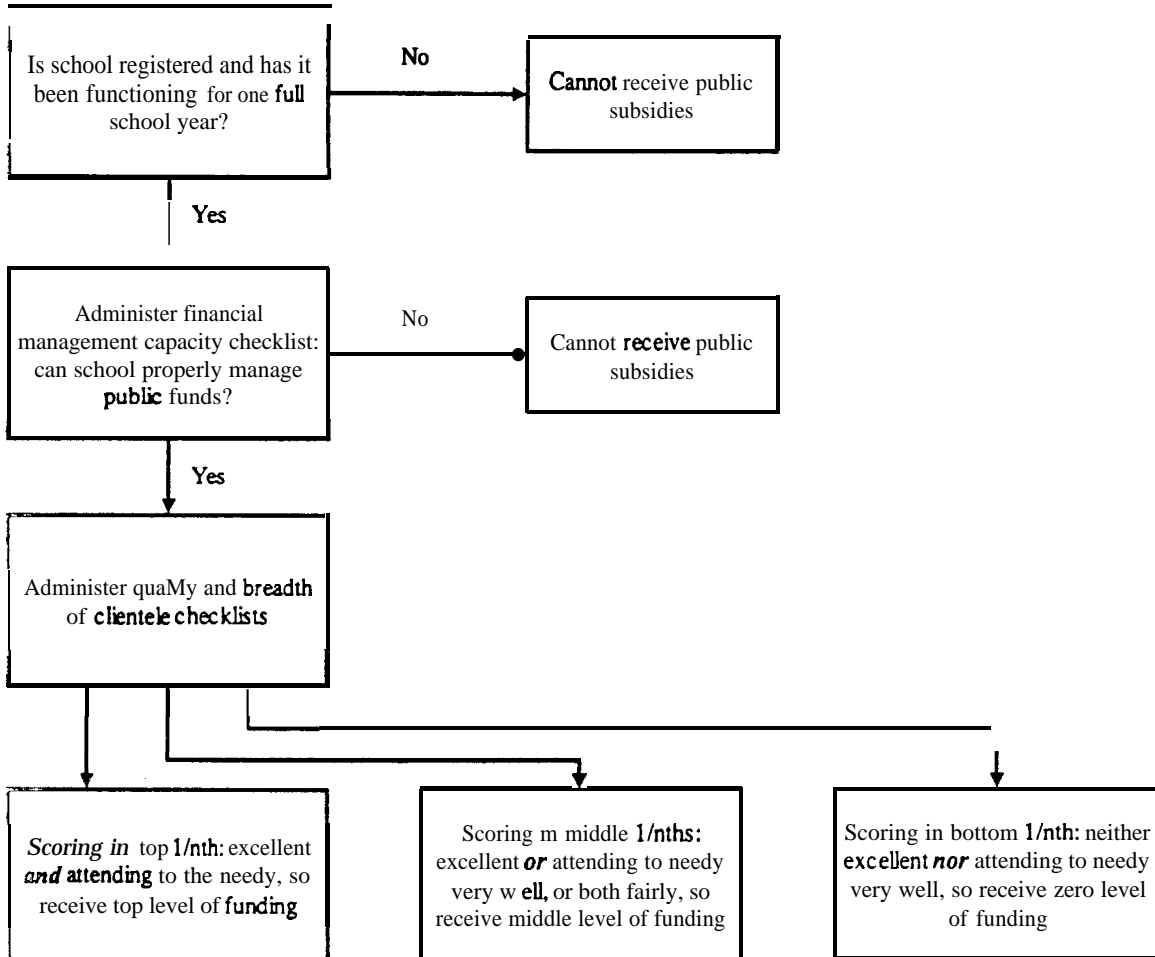 Is school registered and has it
been functioning for one full
school year?
No
Cannot receive public
subsidies
Yes
Administer financial
management capacity checklist:
can school properly manage
public funds?
No
Cannot receive public
subsidies
Yes
Administer quaMy and breadth
of clientele checklists
Scoring in top 1/nth: excellent
and attending to the needy, so
receive top level of funding
Scoring m middle 1/nths:
excellent or attending to needy
very w ell, or both fairly, so
receive middle level of funding
Scoring in bottom 1/nth: neither
excellent nor attending to needy
very well, so receive zero level
of funding